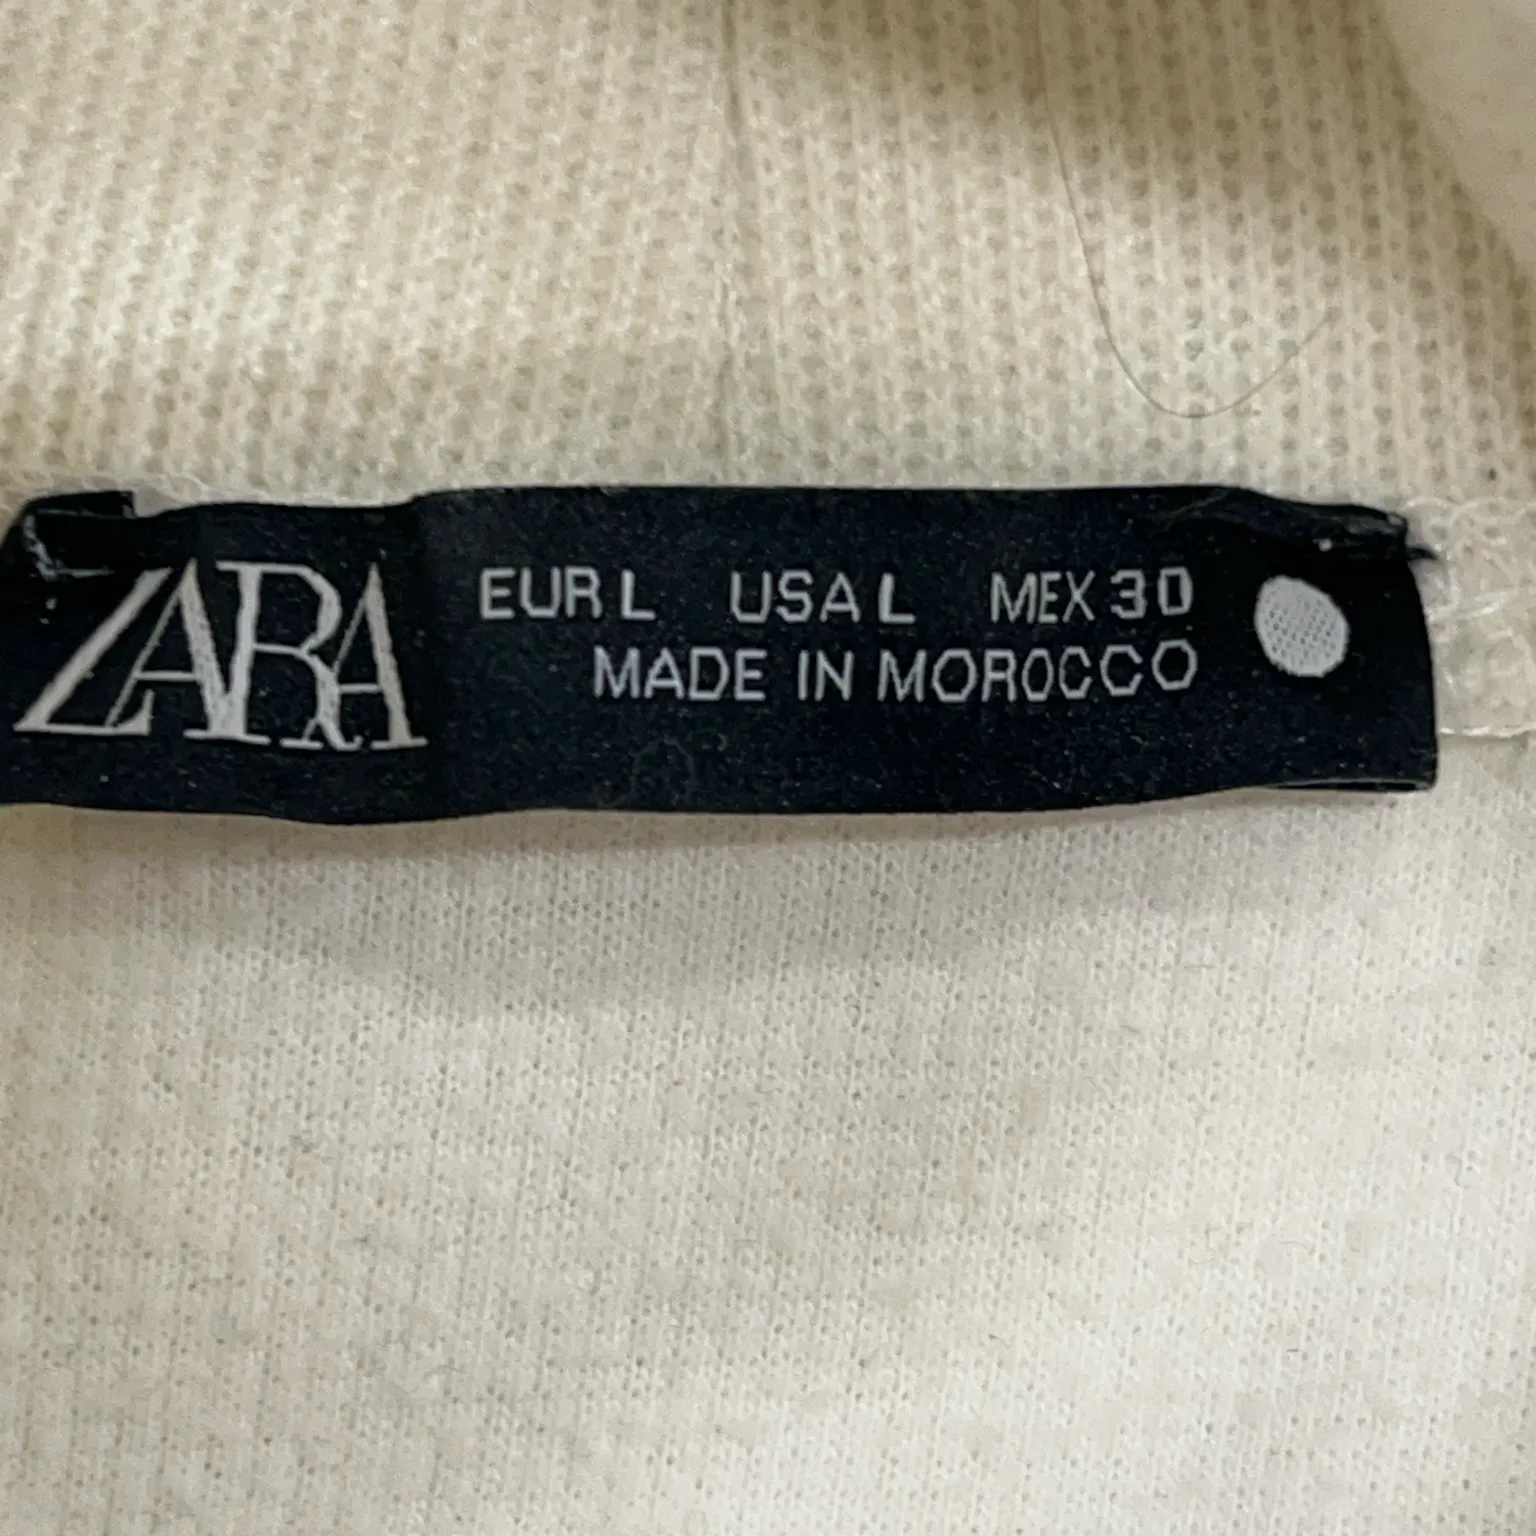 ZARA
EUR L USA L MEX 30
MADE IN MOROCCO